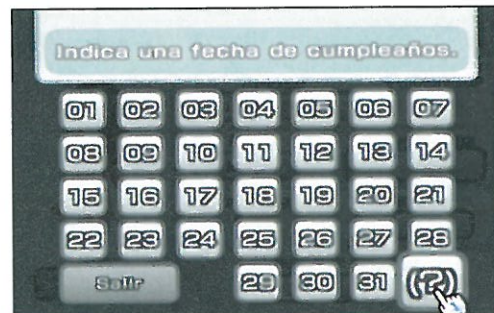 Indica una fecha de cumpleaños.
01 02 03 04 05 06 07
08 09 10 11 12 13 14
15 16 17 18 19 20 21
22 23 24 25 26 27 28
Salir 29 30 31 (?)